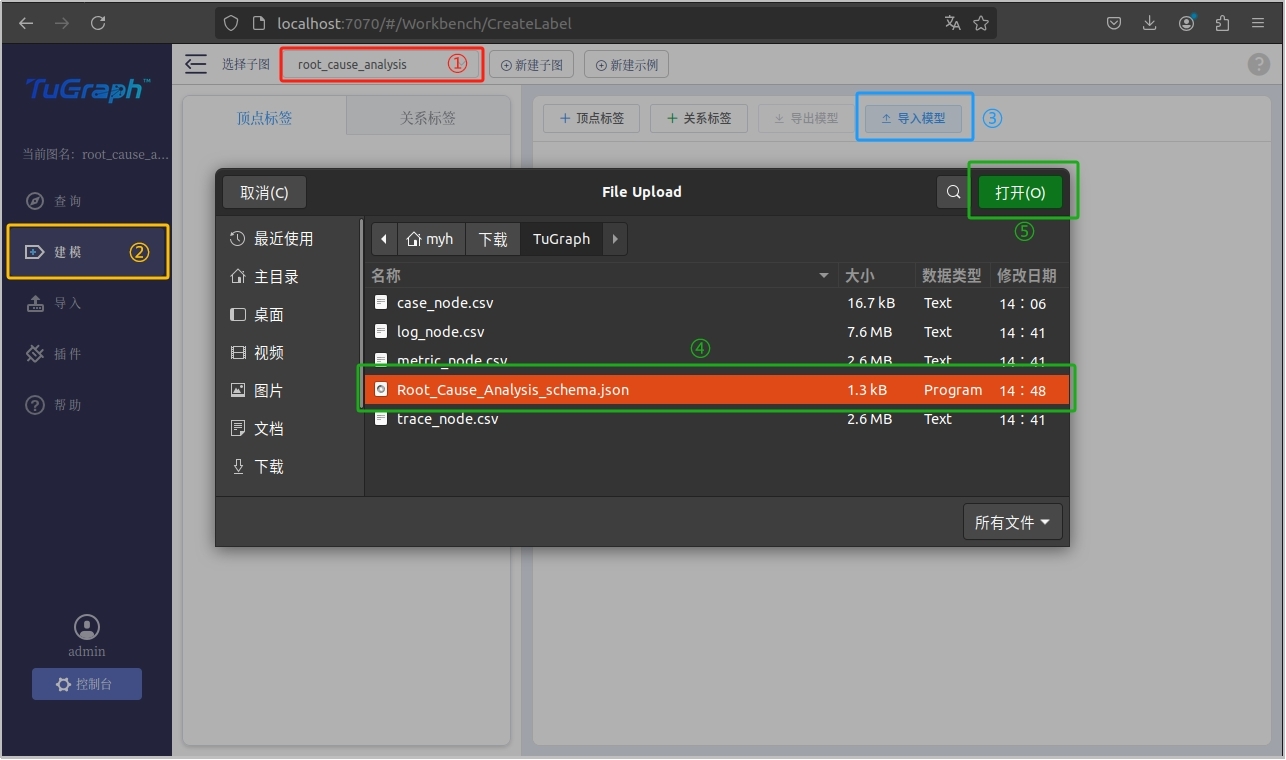 localhost:7070/#/Workbench/CreateLabel
TuGraph™
选择子图 root_cause_analysis ① 新建子图 新建示例 ?
顶点标签 关系标签
+ 顶点标签 + 关系标签 导出模型 导入模型 ③
当前图名: root_cause_a...
查询
建模 ②
导入
插件
帮助
admin
控制台
取消(C) File Upload 打开(O)
⑤
最近使用
主目录
桌面
视频
图片
文档
下载
myh 下载 TuGraph
名称 大小 数据类型 修改日期
case_node.csv 16.7 kB Text 14：06
log_node.csv 7.6 MB Text 14：41
④
metric_node.csv 2.6 MB Text 14：41
Root_Cause_Analysis_schema.json 1.3 kB Program 14：48
trace_node.csv 2.6 MB Text 14：41
所有文件